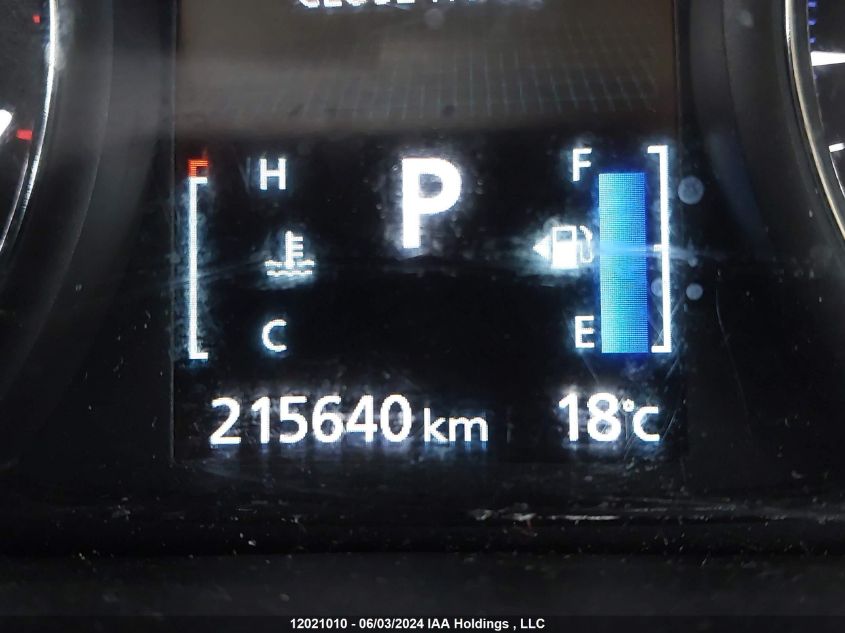 H P F
C E
215640 km 18°C
12021010 - 06/03/2024 IAA Holdings , LLC